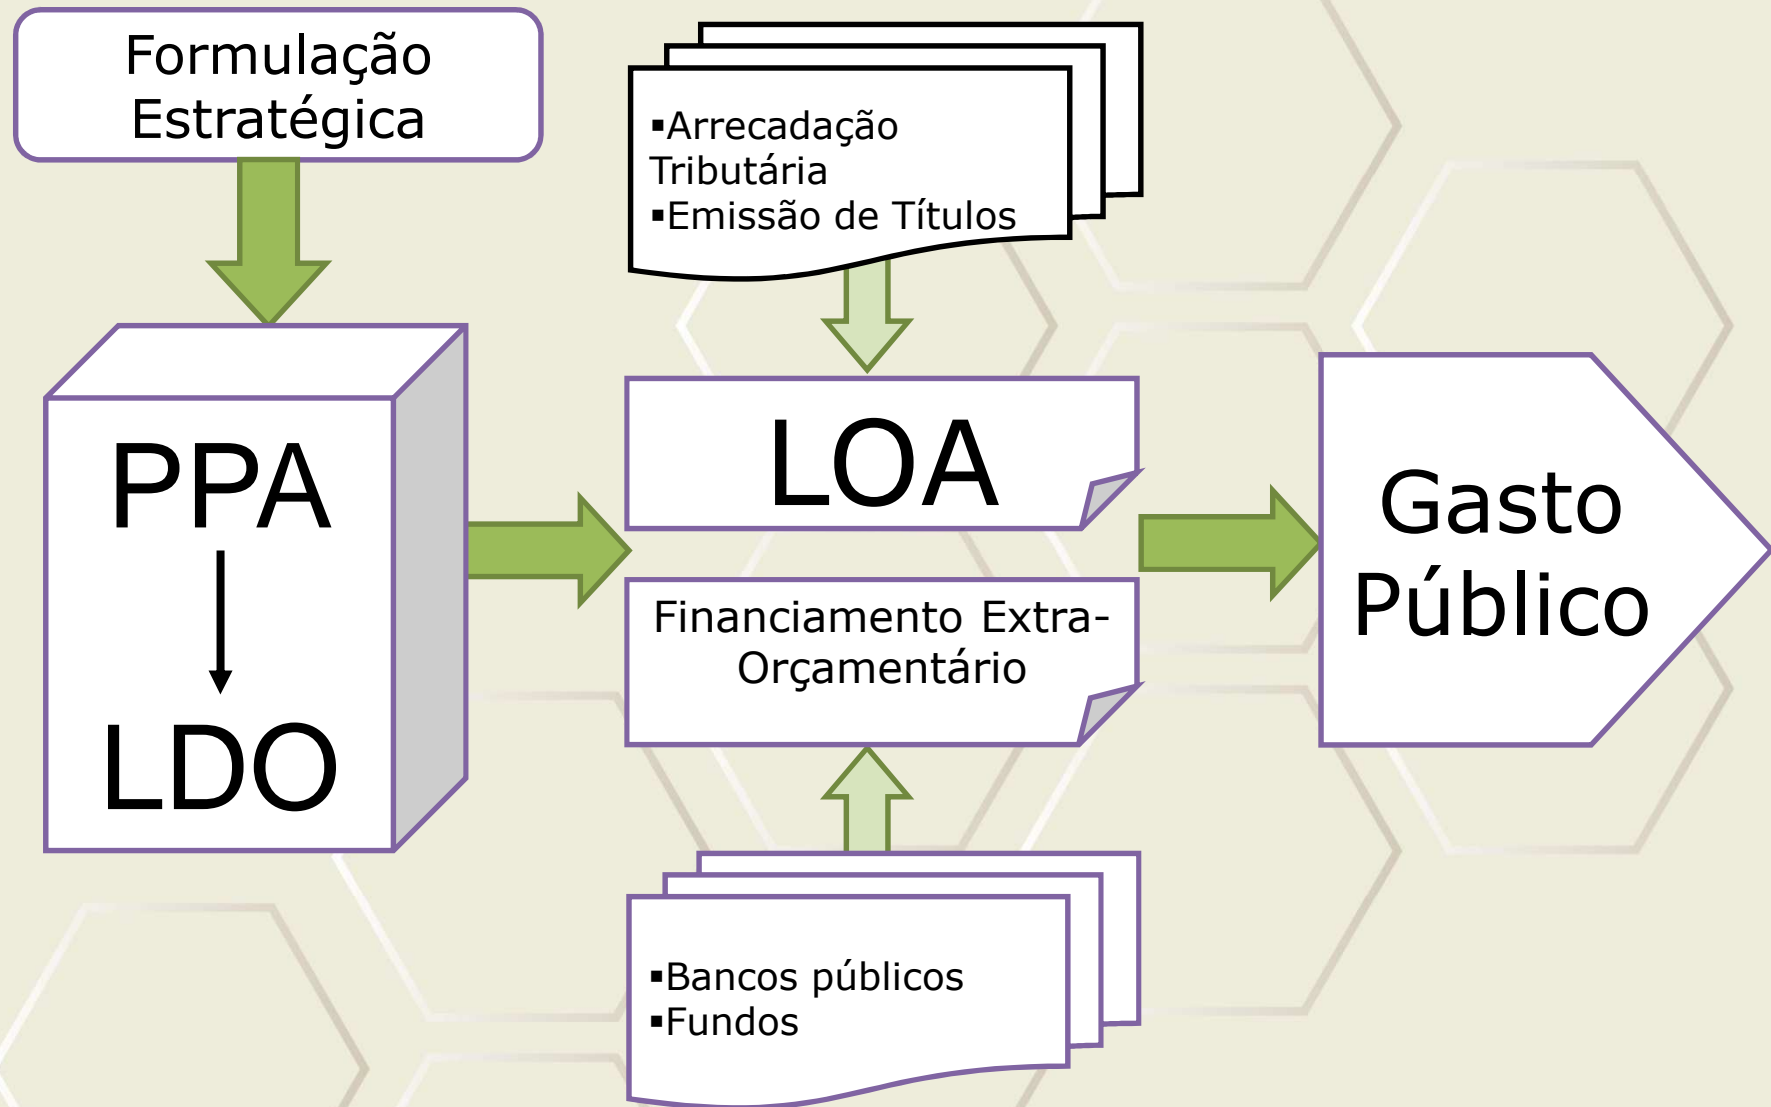 Formulação
Estratégica
▪Arrecadação
Tributária
▪Emissão de Títulos
PPA
LDO
LOA
Financiamento Extra-
Orçamentário
Gasto
Público
▪Bancos públicos
▪Fundos